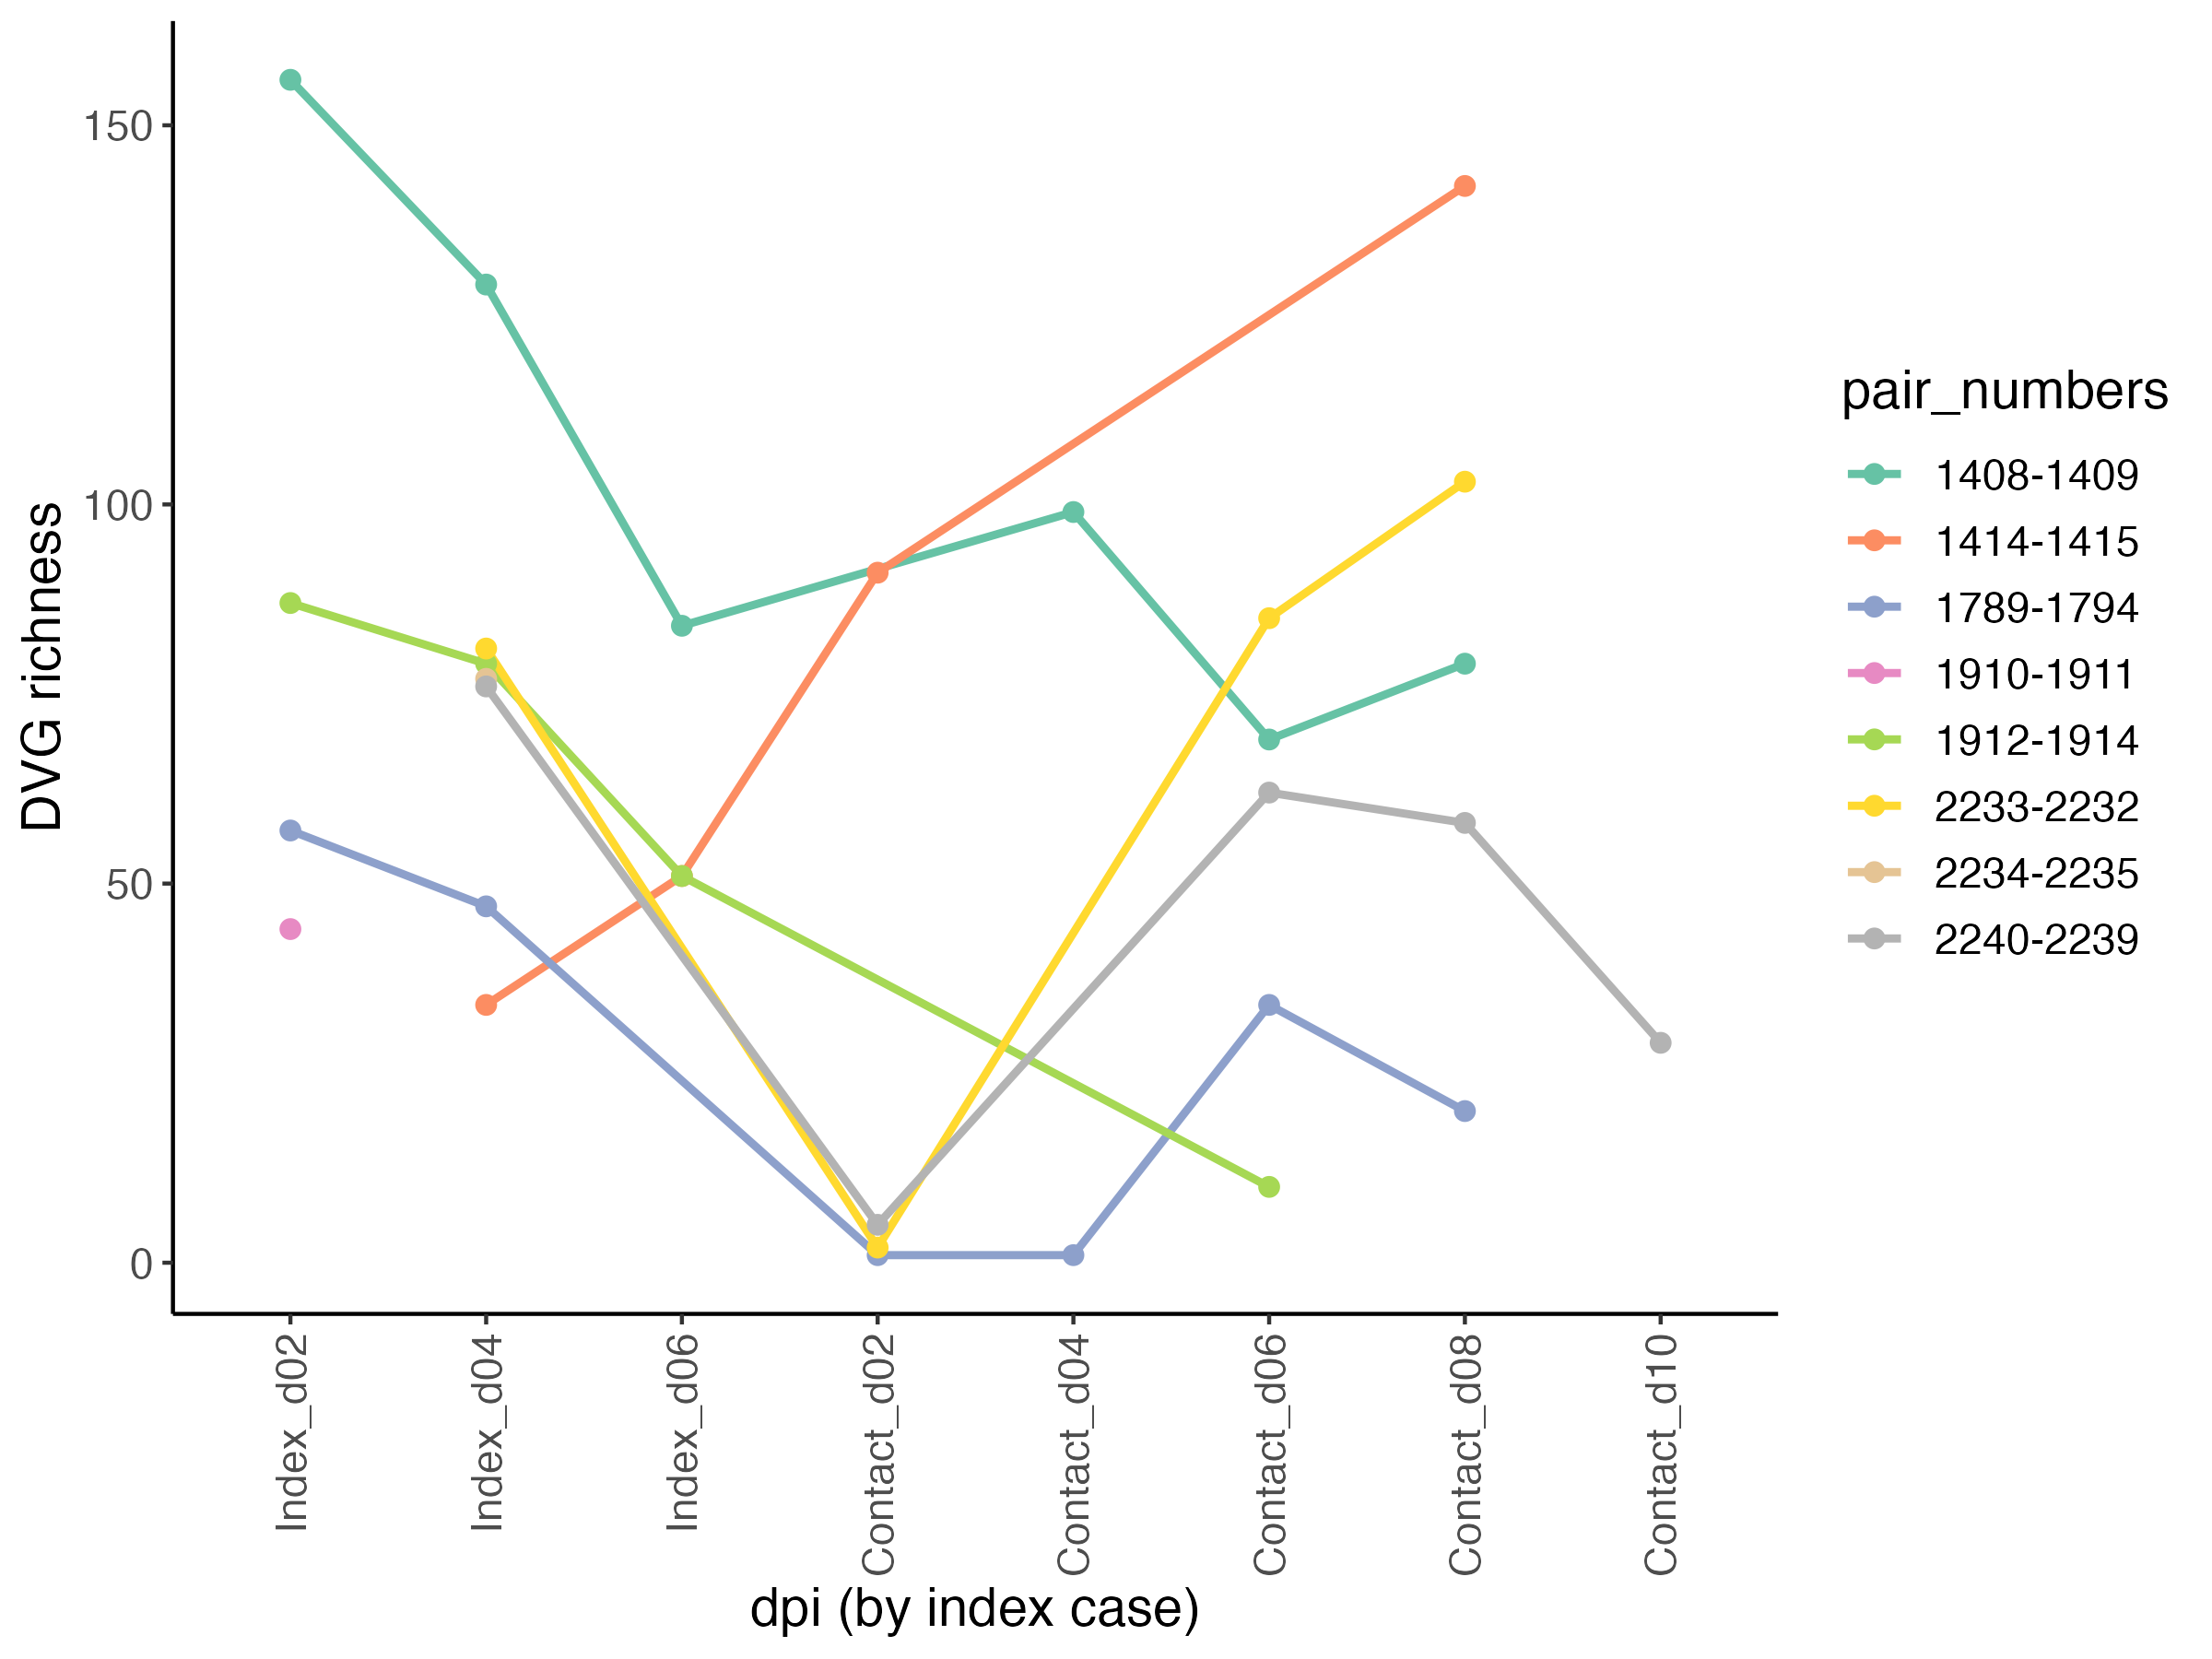 DVG richness
150
100
50
0
Index_d02
Index_d04
Index_d06
Contact_d02
Contact_d04
Contact_d06
Contact_d08
Contact_d10
dpi (by index case)
pair_numbers
1408-1409
1414-1415
1789-1794
1910-1911
1912-1914
2233-2232
2234-2235
2240-2239